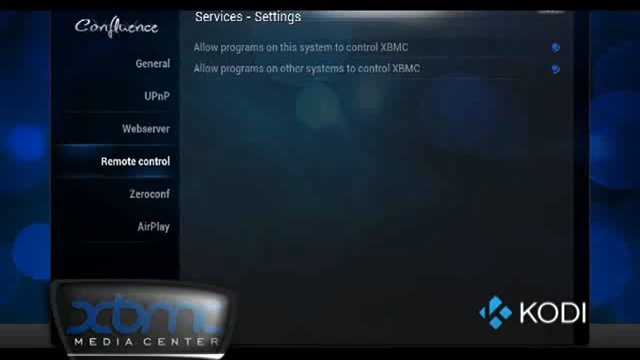 Services - Settings
Confluence
Allow programs on this system to control XBMC
Allow programs on other systems to control XBMC
General
UPnP
Webserver
Remote control
Zeroconf
AirPlay
xbmc
MEDIA CENTER
KODI